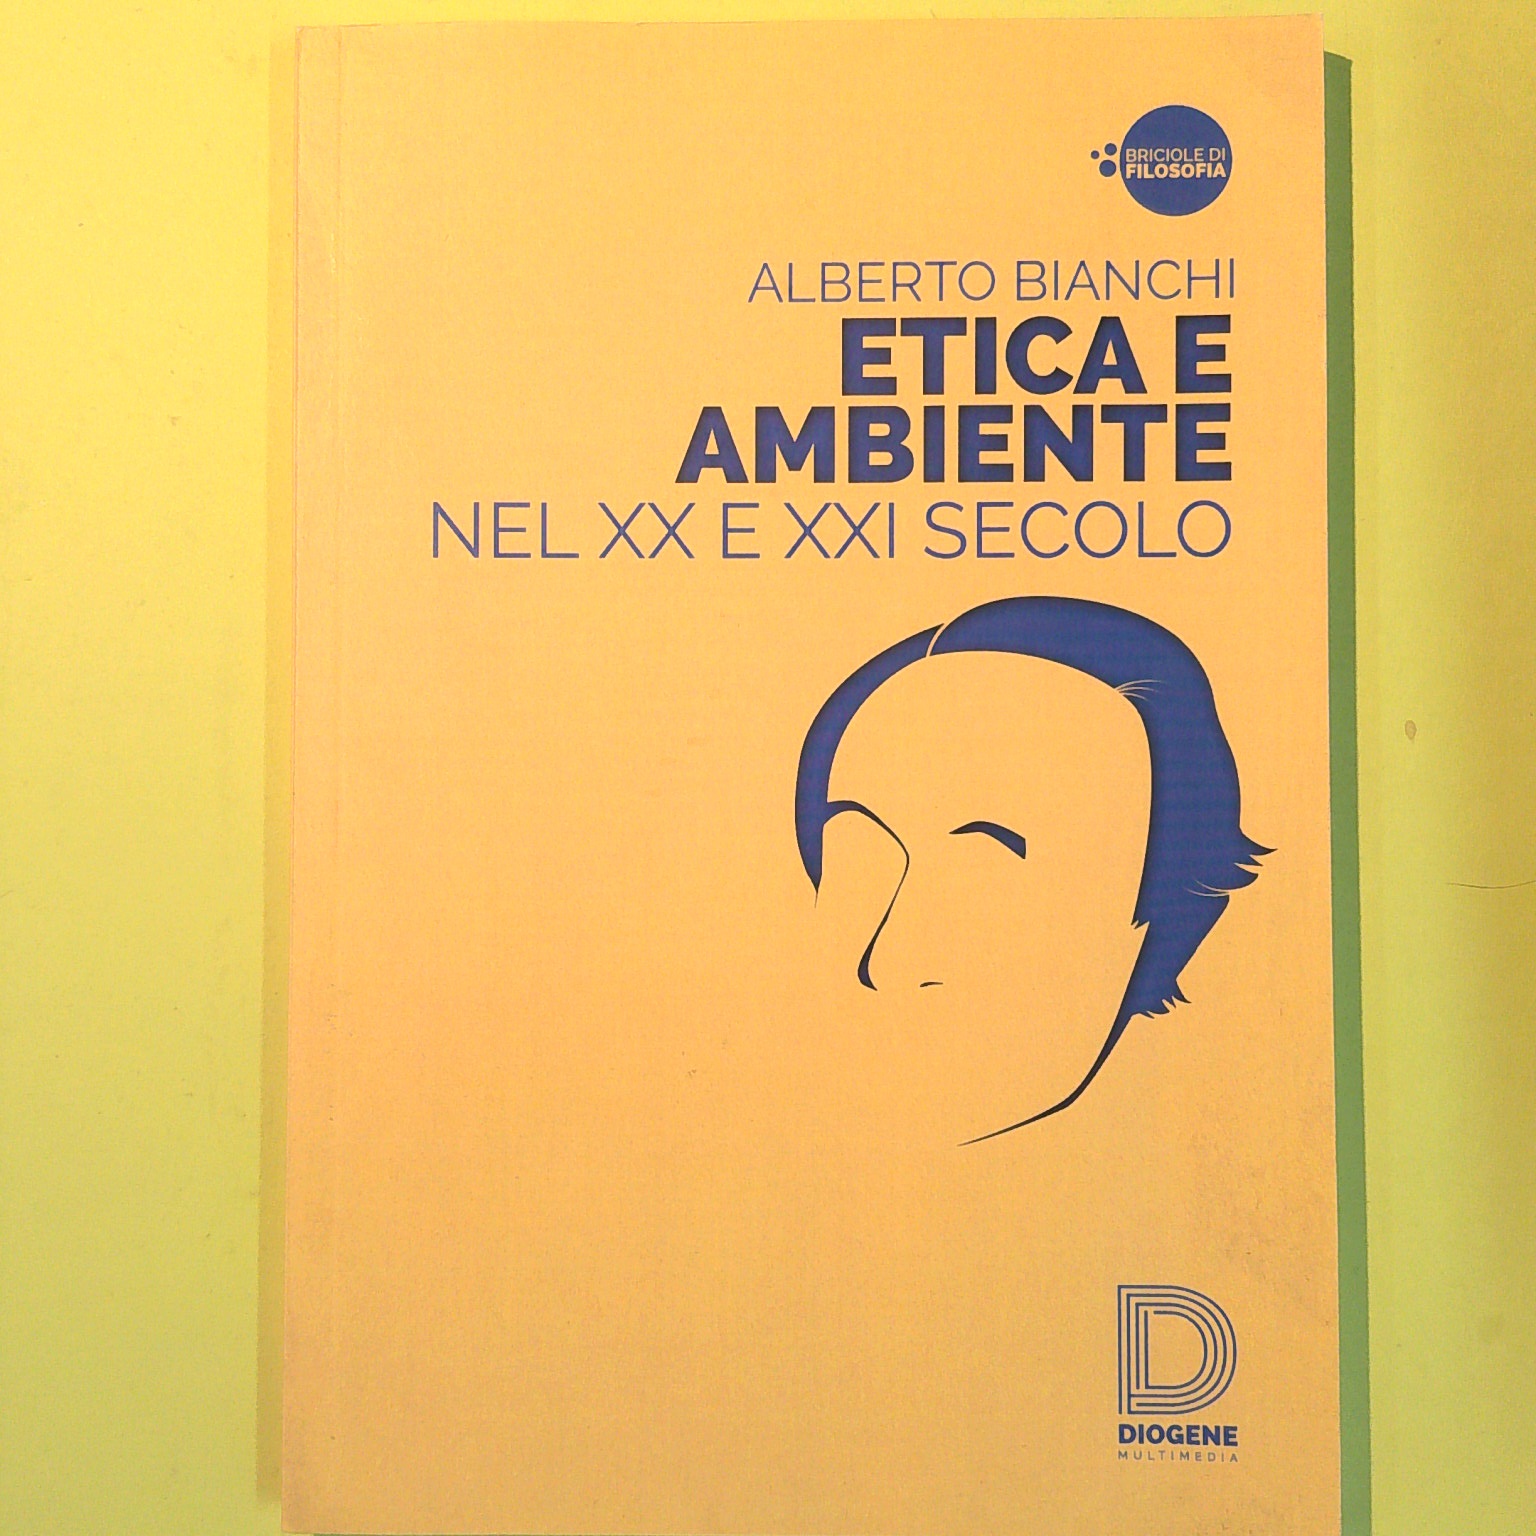 BRICIOLE DI
FILOSOFIA
ALBERTO BIANCHI
ETICA E
AMBIENTE
NEL XX E XXI SECOLO
DIOGENE
MULTIMEDIA